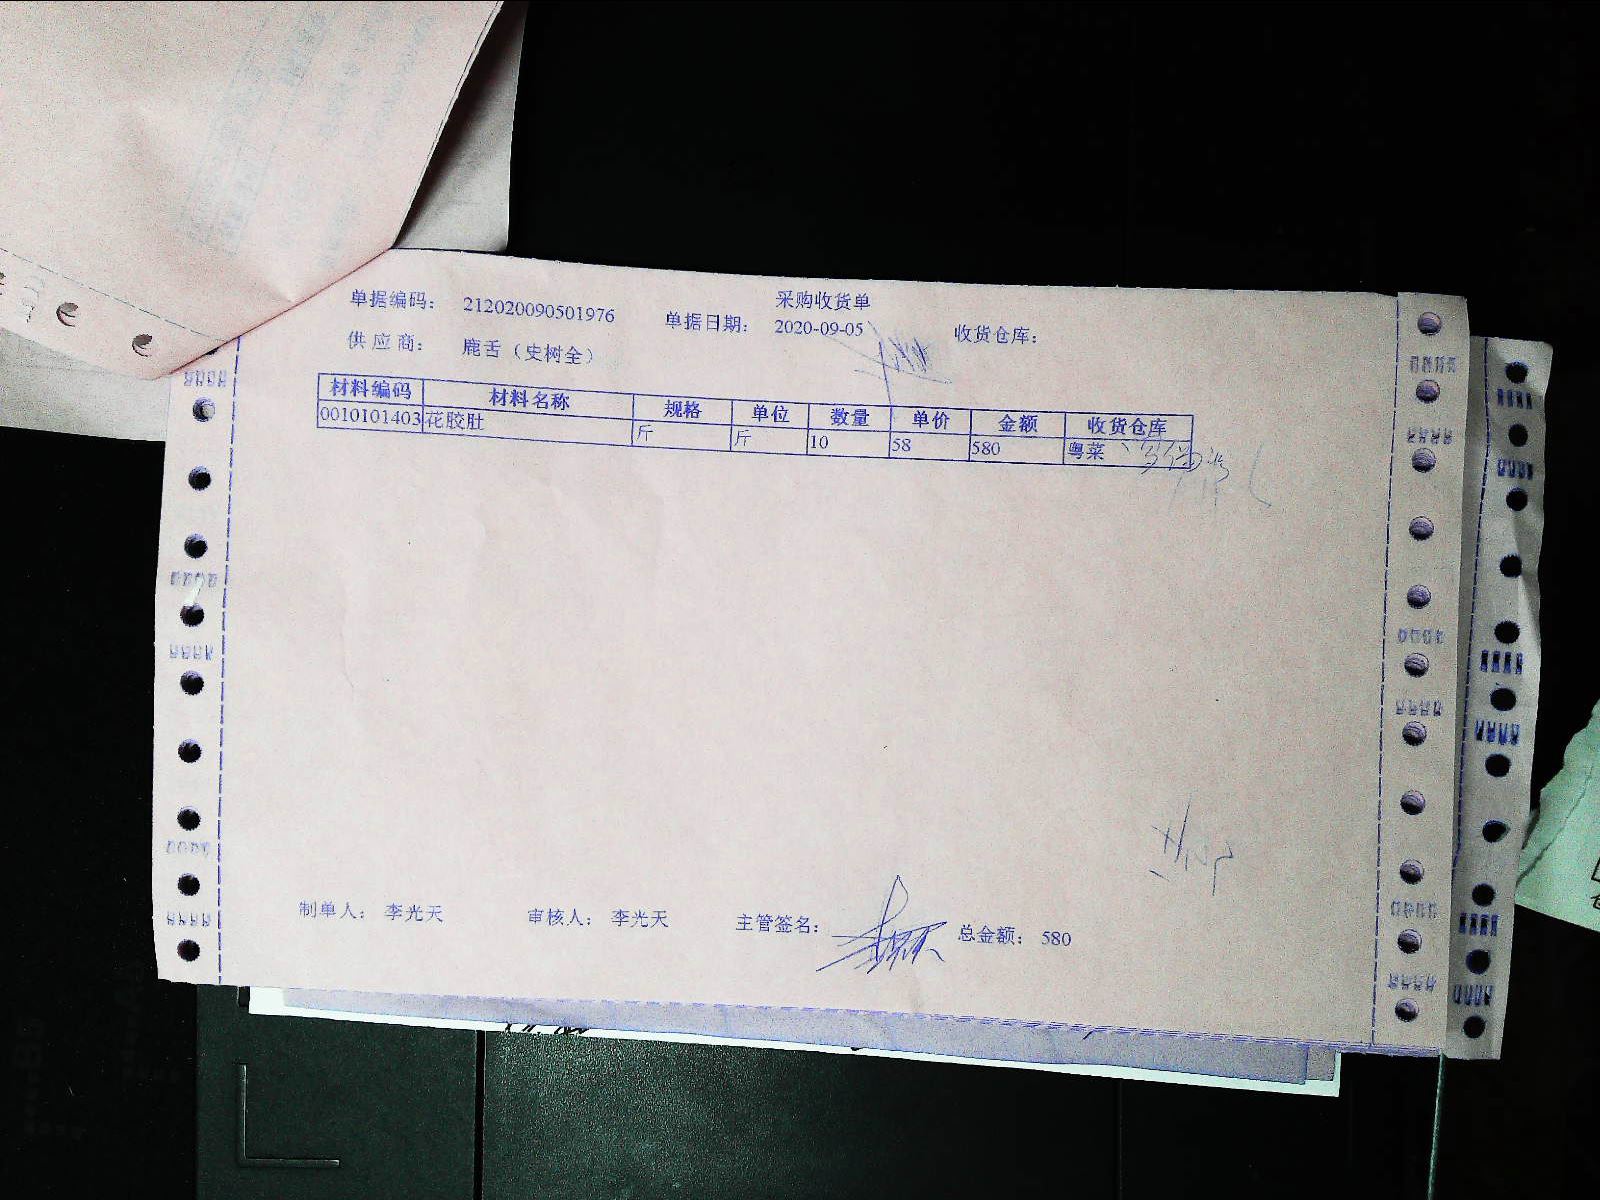 采购收货单
单据编码： 212020090501976 单据日期： 2020-09-05 收货仓库：
供应商： 鹿舌（史树全）
材料编码 材料名称 规格 单位 数量 单价 金额 收货仓库
0010101403 花胶肚 斤 斤 10 58 580 粤菜
制单人： 李光天 审核人： 李光天 主管签名： 总金额： 580